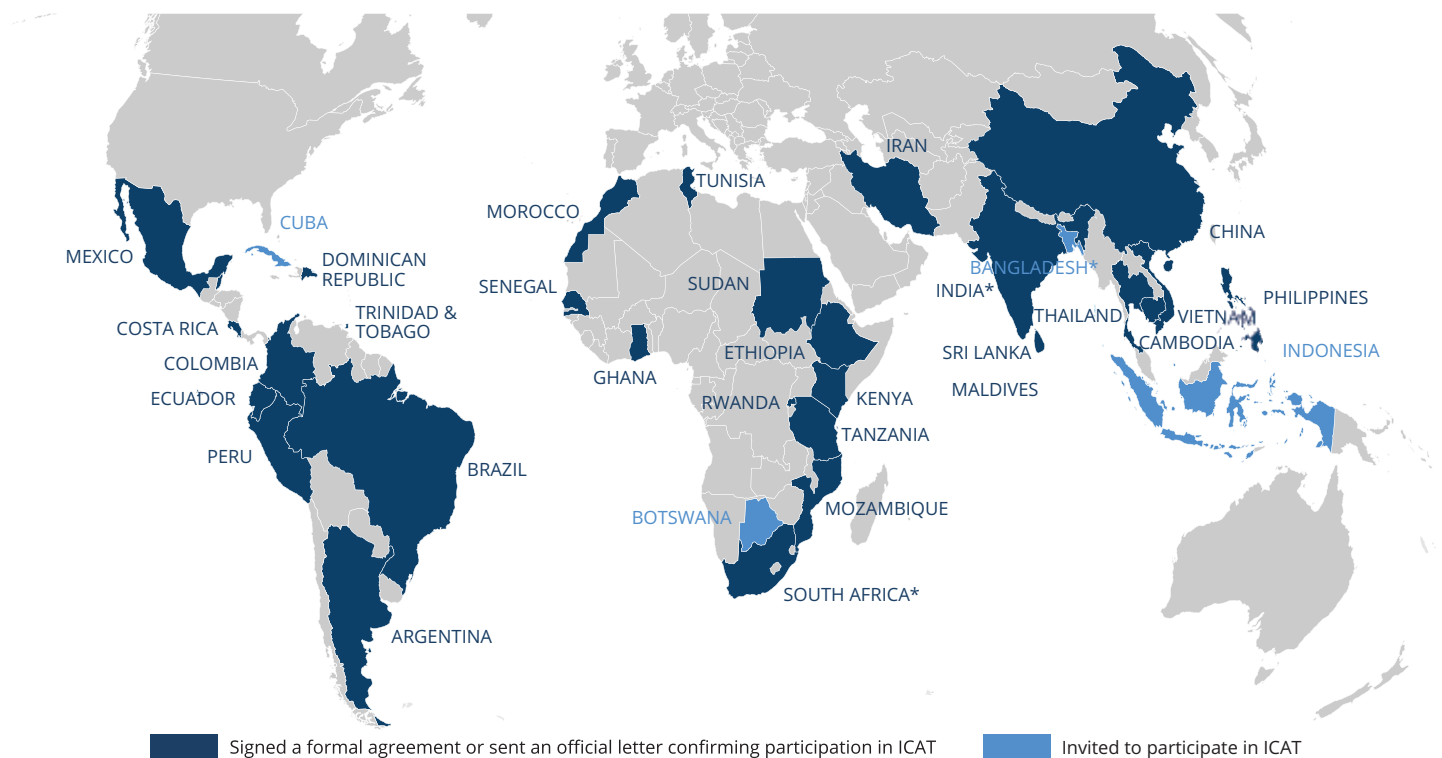 IRAN
TUNISIA
MOROCCO
CUBA
CHINA
MEXICO
DOMINICAN
REPUBLIC
BANGLADESH*
SENEGAL
SUDAN
INDIA*
PHILIPPINES
TRINIDAD &
TOBAGO
THAILAND
VIETNAM
COSTA RICA
CAMBODIA
ETHIOPIA
SRI LANKA
INDONESIA
COLOMBIA
GHANA
MALDIVES
ECUADOR
RWANDA
KENYA
TANZANIA
PERU
BRAZIL
MOZAMBIQUE
BOTSWANA
SOUTH AFRICA*
ARGENTINA
Signed a formal agreement or sent an official letter confirming participation in ICAT
Invited to participate in ICAT